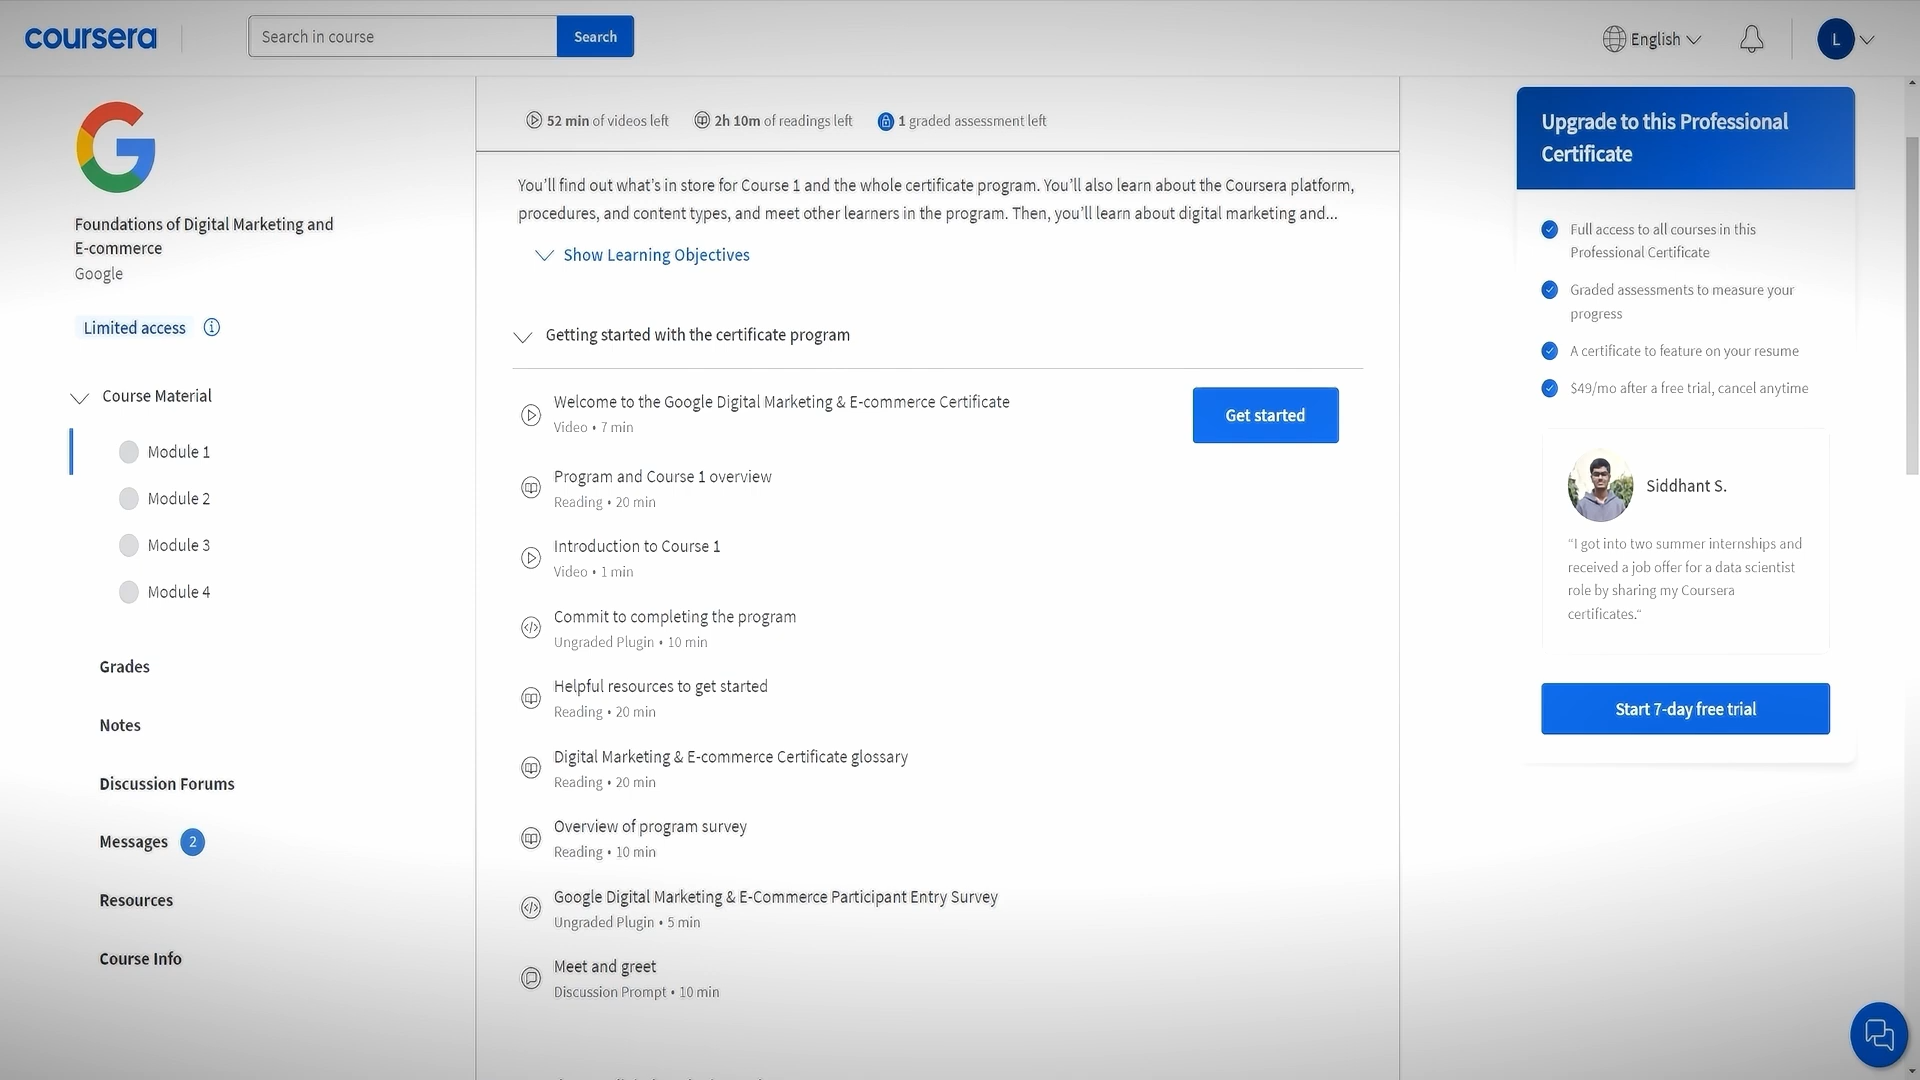 coursera
Search in course
Search
English
L
Foundations of Digital Marketing and
E-commerce
Google
Limited access
Course Material
Module 1
Module 2
Module 3
Module 4
Grades
Notes
Discussion Forums
Messages 2
Resources
Course Info
52 min of videos left 2h 10m of readings left 1 graded assessment left
You'll find out what's in store for Course 1 and the whole certificate program. You'll also learn about the Coursera platform,
procedures, and content types, and meet other learners in the program. Then, you'll learn about digital marketing and...
Show Learning Objectives
Getting started with the certificate program
Welcome to the Google Digital Marketing & E-commerce Certificate
Video • 7 min
Get started
Program and Course 1 overview
Reading • 20 min
Introduction to Course 1
Video • 1 min
Commit to completing the program
Ungraded Plugin • 10 min
Helpful resources to get started
Reading • 20 min
Digital Marketing & E-commerce Certificate glossary
Reading • 20 min
Overview of program survey
Reading • 10 min
Google Digital Marketing & E-Commerce Participant Entry Survey
Ungraded Plugin • 5 min
Meet and greet
Discussion Prompt • 10 min
Upgrade to this Professional
Certificate
Full access to all courses in this
Professional Certificate
Graded assessments to measure your
progress
A certificate to feature on your resume
$49/mo after a free trial, cancel anytime
Siddhant S.
“I got into two summer internships and
received a job offer for a data scientist
role by sharing my Coursera
certificates.“
Start 7-day free trial